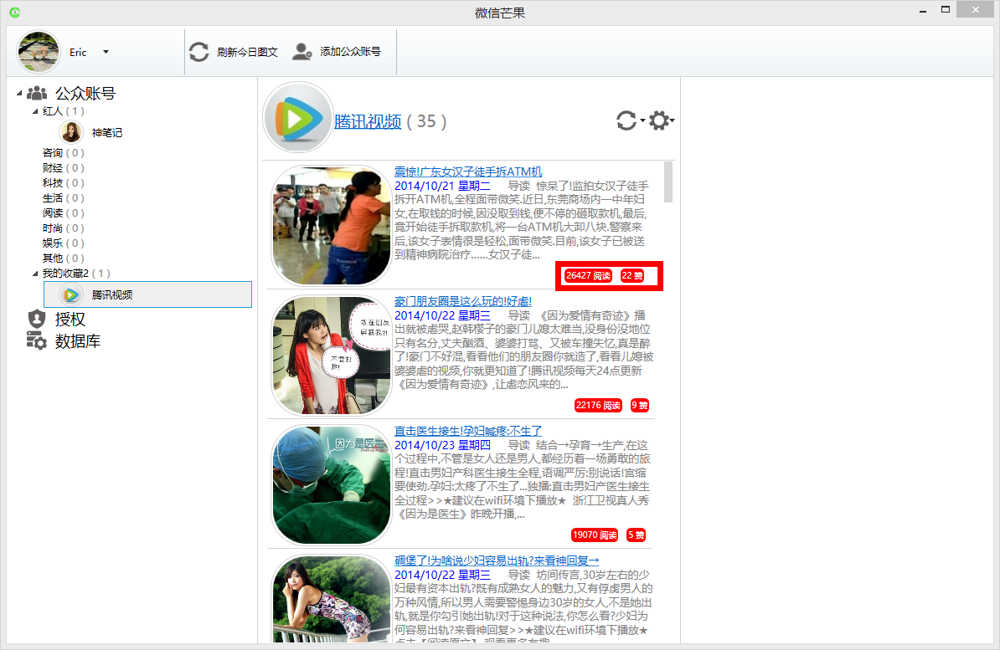 微信芒果
Eric
刷新今日图文
添加公众账号
公众账号
红人 ( 1 )
神笔记
咨询 ( 0 )
财经 ( 0 )
科技 ( 0 )
生活 ( 0 )
阅读 ( 0 )
时尚 ( 0 )
娱乐 ( 0 )
其他 ( 0 )
我的收藏2 ( 1 )
腾讯视频
授权
数据库
腾讯视频 ( 35 )
震惊!广东女汉子徒手拆ATM机
2014/10/21 星期二 导读 惊呆了!监拍女汉子徒手
拆开ATM机,全程面带微笑.近日,东莞商场内一中年妇
女,在取钱的时候,因没取到钱,便不停的砸取款机,最后,
竟开始徒手拆取款机,将一台ATM机大卸八块.警察来
后,该女子表情很是轻松,面带微笑.目前,该女子已被送
到精神病院治疗......女汉子徒...
26427 阅读 22 赞
豪门朋友圈是这么玩的!好虐!
2014/10/22 星期三 导读 《因为爱情有奇迹》播
出就被虐哭,赵韩樱子的豪门儿媳太难当,没身份没地位
只有名分,丈夫酗酒、婆婆打骂、又被车撞失忆,真是醉
了!豪门不好混,看看他们的朋友圈你就造了,看看儿媳被
婆婆虐的视频,你就更知道了!腾讯视频每天24点更新
《因为爱情有奇迹》,让虐恋风来的...
敢在朋友
屏蔽我?!
不要打
脸!
22176 阅读 9 赞
直击医生接生!孕妇喊疼:不生了
2014/10/23 星期四 导读 结合→孕育→生产,在这
个过程中,不管是女人还是男人,都经历着一场勇敢的旅
程!直击男妇产科医生接生全程,语调严厉:别说话!宫缩
要使劲.孕妇:太疼了不生了...独播:直击男妇产医生接生
全过程>>★建议在wifi环境下播放★ 浙江卫视真人秀
《因为是医生》昨晚开播,...
因为是医生
19070 阅读 5 赞
碉堡了!为啥说少妇容易出轨?来看神回复→
2014/10/22 星期三 导读 坊间传言,30岁左右的少
妇最有资本出轨?既有成熟女人的魅力,又有俘虏男人的
万种风情,所以男人需要警惕身边30岁的女人,不是她出
轨,就是你勾引她出轨!对于这种说法,你怎么看?少妇为
何容易出轨?来看神回复>>★建议在wifi环境下播放★